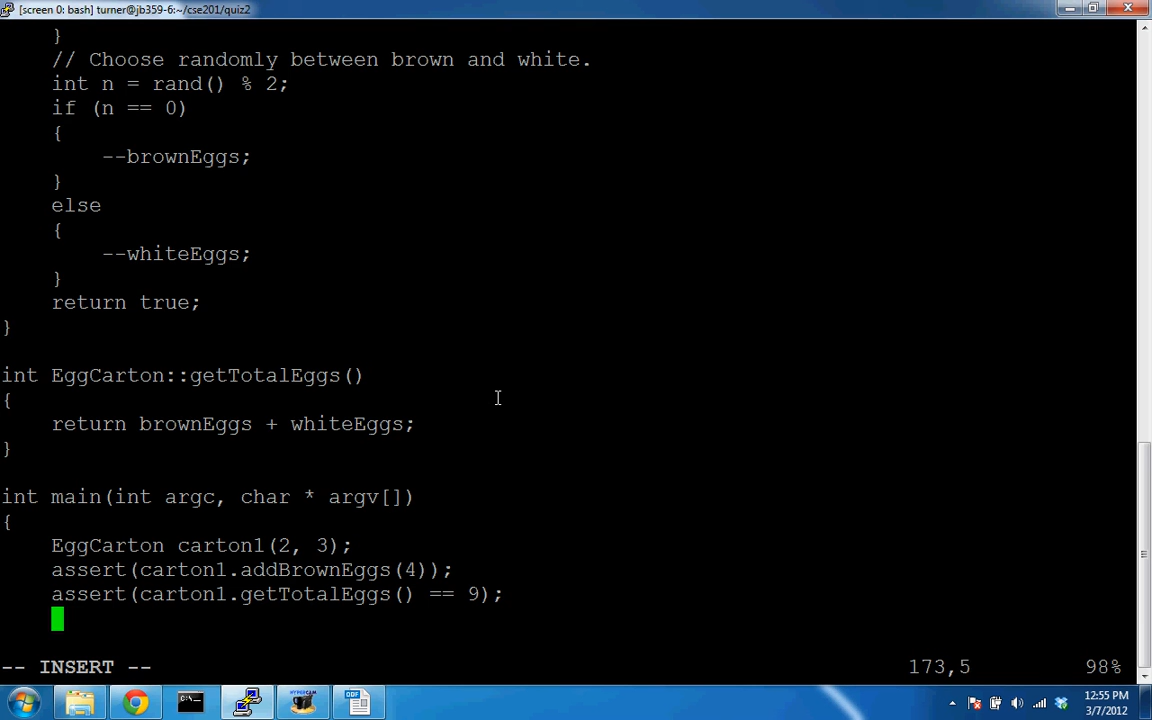 [screen 0: bash] turner@jb359-6:~/cse201/quiz2
}
// Choose randomly between brown and white.
int n = rand() % 2;
if (n == 0)
{
--brownEggs;
}
else
{
--whiteEggs;
}
return true;
}
int EggCarton::getTotalEggs()
{
return brownEggs + whiteEggs;
}
int main(int argc, char * argv[])
{
EggCarton carton1(2, 3);
assert(carton1.addBrownEggs(4));
assert(carton1.getTotalEggs() == 9);
-- INSERT -- 173,5 98%
HYPERCAM
ODF
12:55 PM
3/7/2012